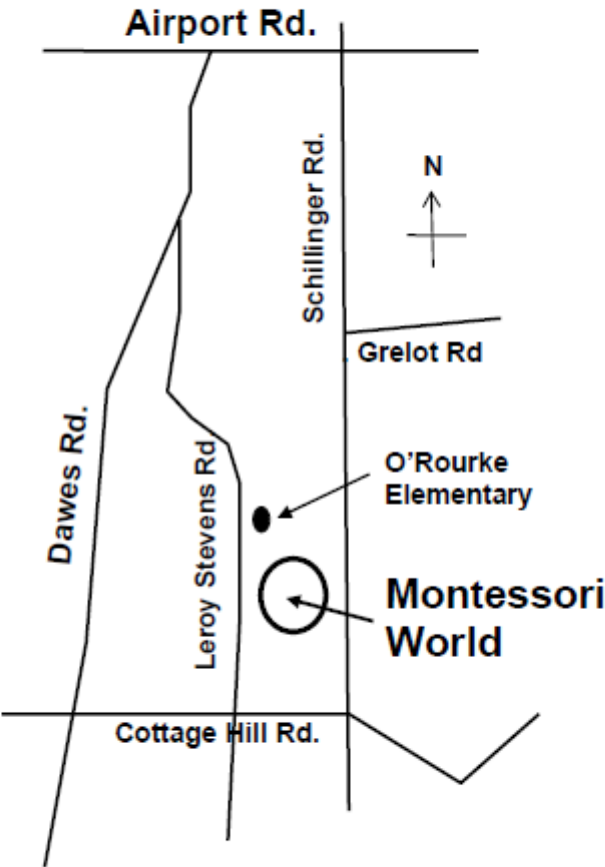 Airport Rd.
Schillinger Rd.
N
Grelot Rd
Dawes Rd.
Leroy Stevens Rd
O'Rourke
Elementary
Montessori
World
Cottage Hill Rd.